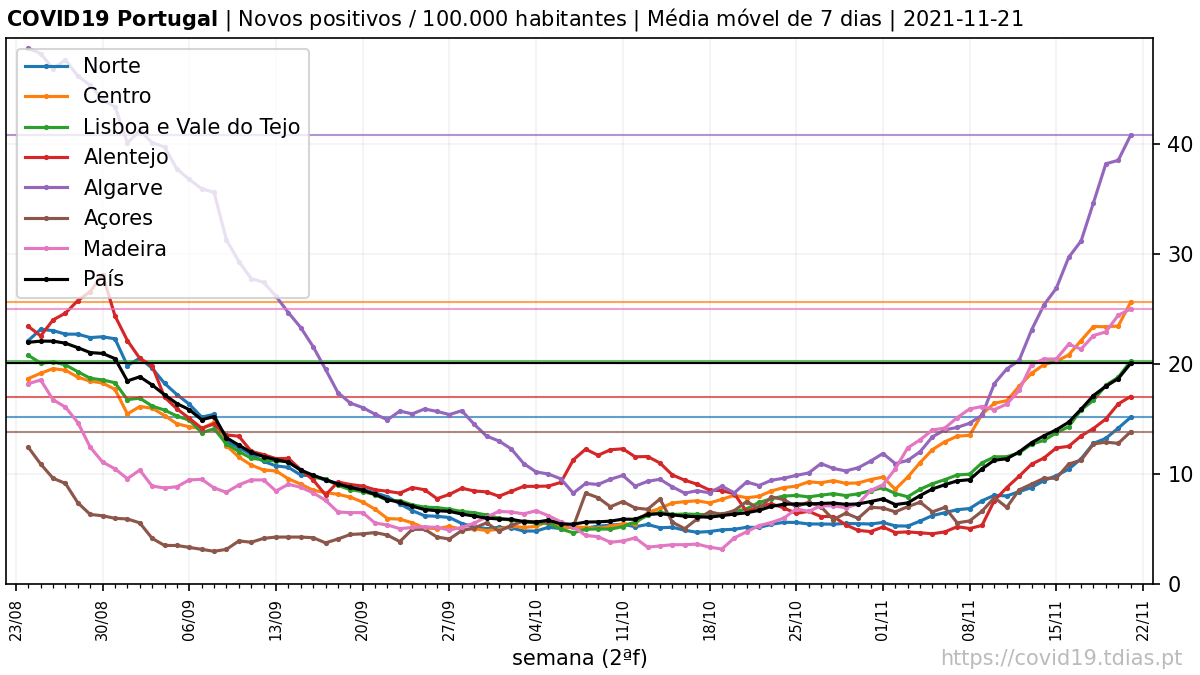 COVID19 Portugal | Novos positivos / 100.000 habitantes | Média móvel de 7 dias | 2021-11-21
Norte
Centro
Lisboa e Vale do Tejo
Alentejo
Algarve
Açores
Madeira
País
40
30
20
10
0
23/08 30/08 06/09 13/09 20/09 27/09 04/10 11/10 18/10 25/10 01/11 08/11 15/11 22/11
semana (2ªf)
https://covid19.tdias.pt